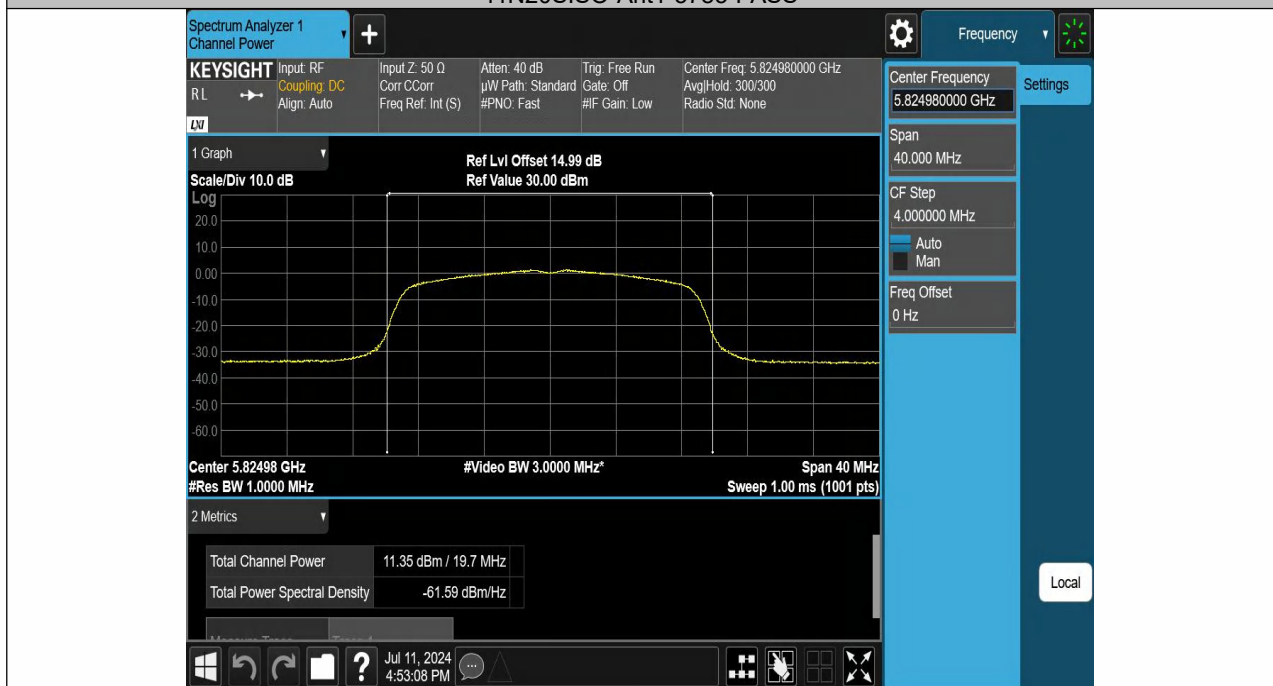 Spectrum Analyzer 1
Channel Power
+
Frequency
KEYSIGHT
RL
LXI
Input: RF
Coupling: DC
Align: Auto
Input Z: 50 Ω
Corr CCorr
Freq Ref: Int (S)
Atten: 40 dB
µW Path: Standard
#PNO: Fast
Trig: Free Run
Gate: Off
#IF Gain: Low
Center Freq: 5.824980000 GHz
Avg|Hold: 300/300
Radio Std: None
Center Frequency
5.824980000 GHz
Settings
Span
40.000 MHz
CF Step
4.000000 MHz
Auto
Man
Freq Offset
0 Hz
Local
1 Graph
Scale/Div 10.0 dB
Ref Lvl Offset 14.99 dB
Ref Value 30.00 dBm
Log
20.0
10.0
0.00
-10.0
-20.0
-30.0
-40.0
-50.0
-60.0
Center 5.82498 GHz
#Video BW 3.0000 MHz*
Span 40 MHz
#Res BW 1.0000 MHz
Sweep 1.00 ms (1001 pts)
2 Metrics
Total Channel Power 11.35 dBm / 19.7 MHz
Total Power Spectral Density -61.59 dBm/Hz
?
Jul 11, 2024
4:53:08 PM